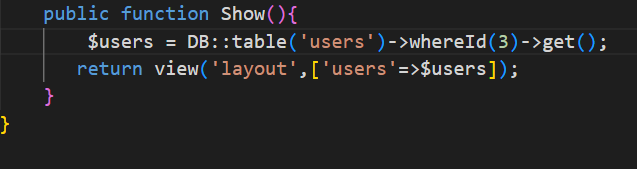 public function Show(){
$users = DB::table('users')->whereId(3)->get();
return view('layout',['users'=>$users]);
}
}